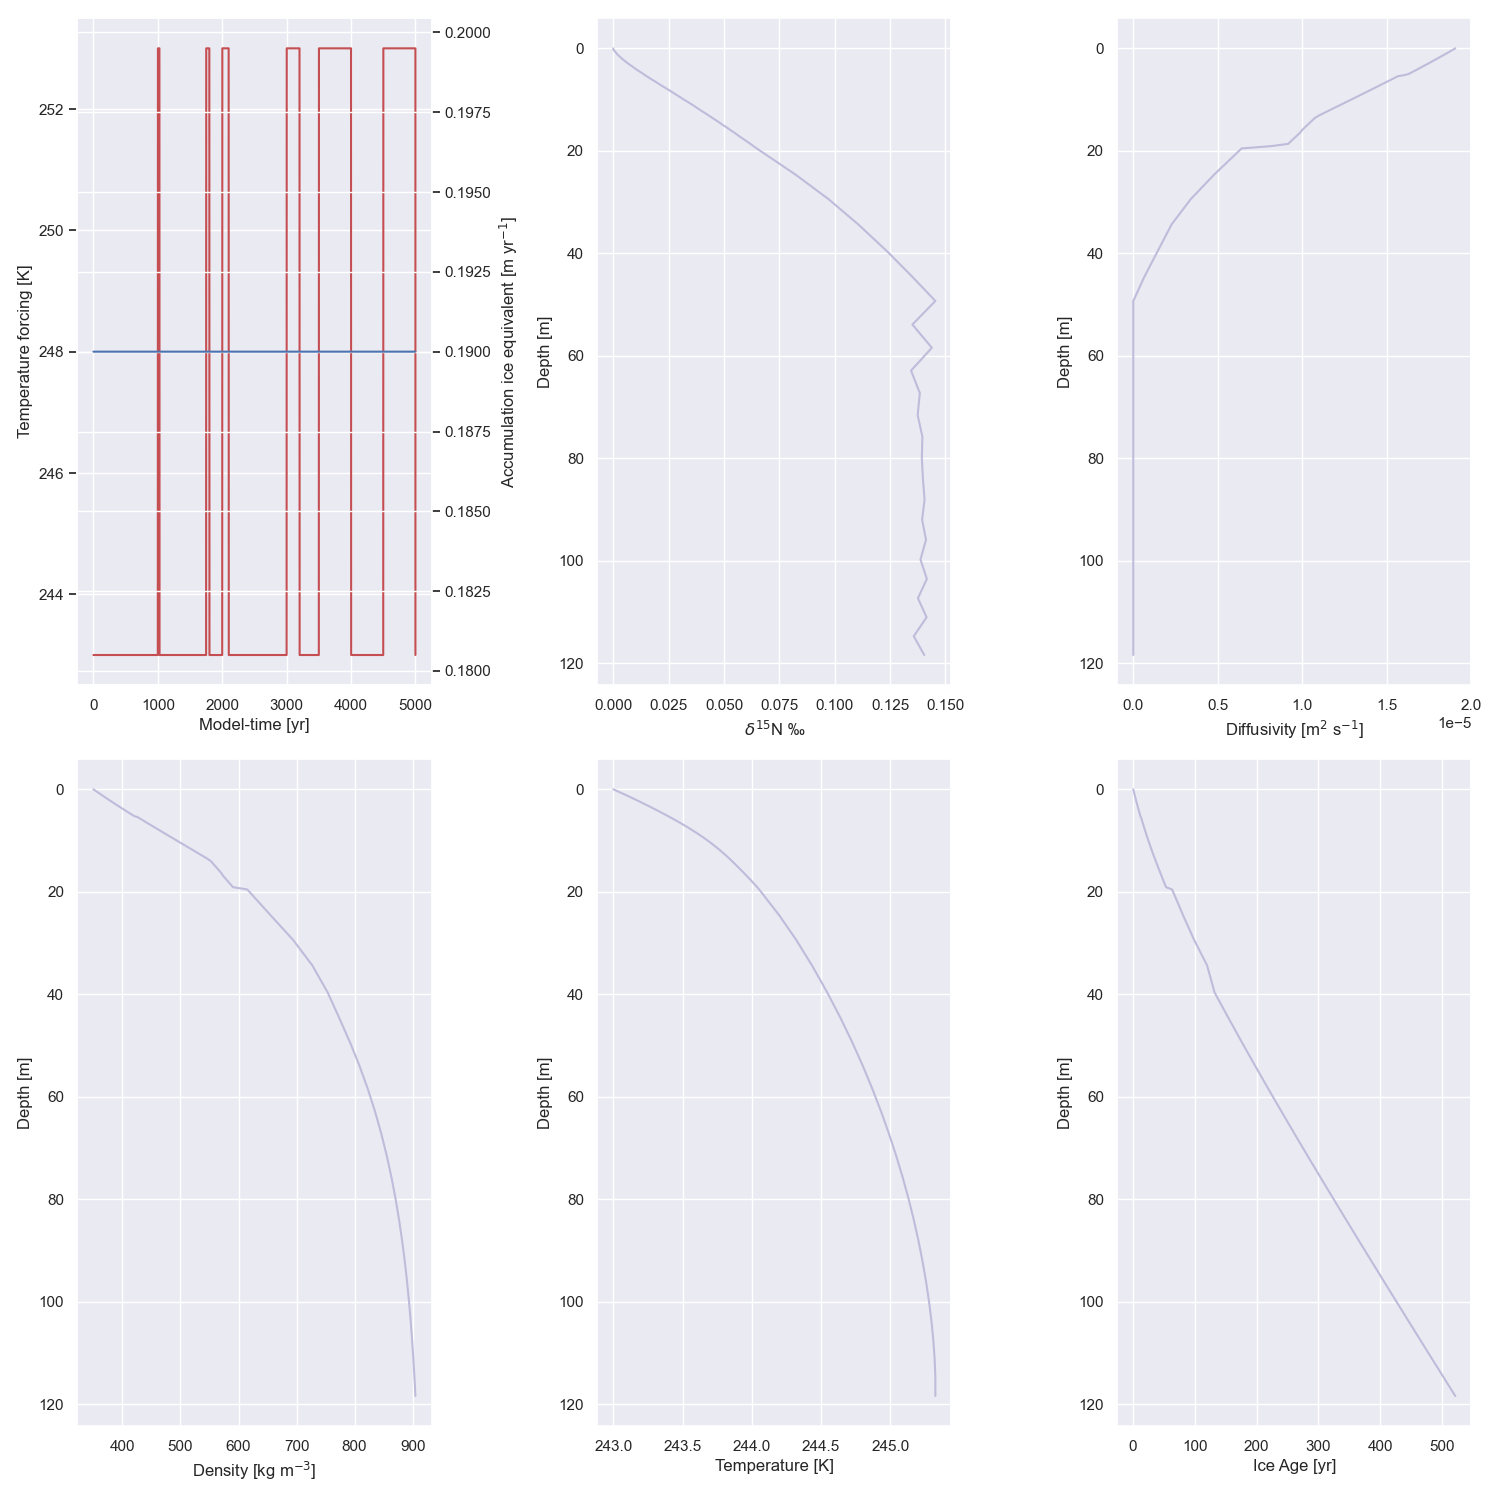 252
250
248
246
244
Temperature forcing [K]
0.2000
0.1975
0.1950
0.1925
0.1900
0.1875
0.1850
0.1825
0.1800
Accumulation ice equivalent [m yr⁻¹]
0 1000 2000 3000 4000 5000
Model-time [yr]
0
20
40
60
80
100
120
Depth [m]
0.000 0.025 0.050 0.075 0.100 0.125 0.150
δ¹⁵N ‰
0
20
40
60
80
100
120
Depth [m]
0.0 0.5 1.0 1.5 2.0
1e−5
Diffusivity [m² s⁻¹]
0
20
40
60
80
100
120
Depth [m]
400 500 600 700 800 900
Density [kg m⁻³]
0
20
40
60
80
100
120
Depth [m]
243.0 243.5 244.0 244.5 245.0
Temperature [K]
0
20
40
60
80
100
120
Depth [m]
0 100 200 300 400 500
Ice Age [yr]